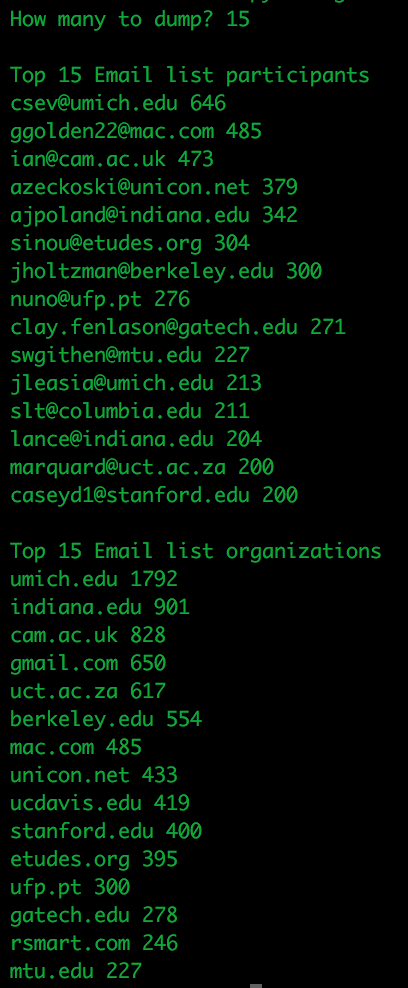 How many to dump? 15
Top 15 Email list participants
csev@umich.edu 646
ggolden22@mac.com 485
ian@cam.ac.uk 473
azeckoski@unicon.net 379
ajpoland@indiana.edu 342
sinou@etudes.org 304
jholtzman@berkeley.edu 300
nuno@ufp.pt 276
clay.fenlason@gatech.edu 271
swgithen@mtu.edu 227
jleasia@umich.edu 213
slt@columbia.edu 211
lance@indiana.edu 204
marquard@uct.ac.za 200
caseyd1@stanford.edu 200
Top 15 Email list organizations
umich.edu 1792
indiana.edu 901
cam.ac.uk 828
gmail.com 650
uct.ac.za 617
berkeley.edu 554
mac.com 485
unicon.net 433
ucdavis.edu 419
stanford.edu 400
etudes.org 395
ufp.pt 300
gatech.edu 278
rsmart.com 246
mtu.edu 227